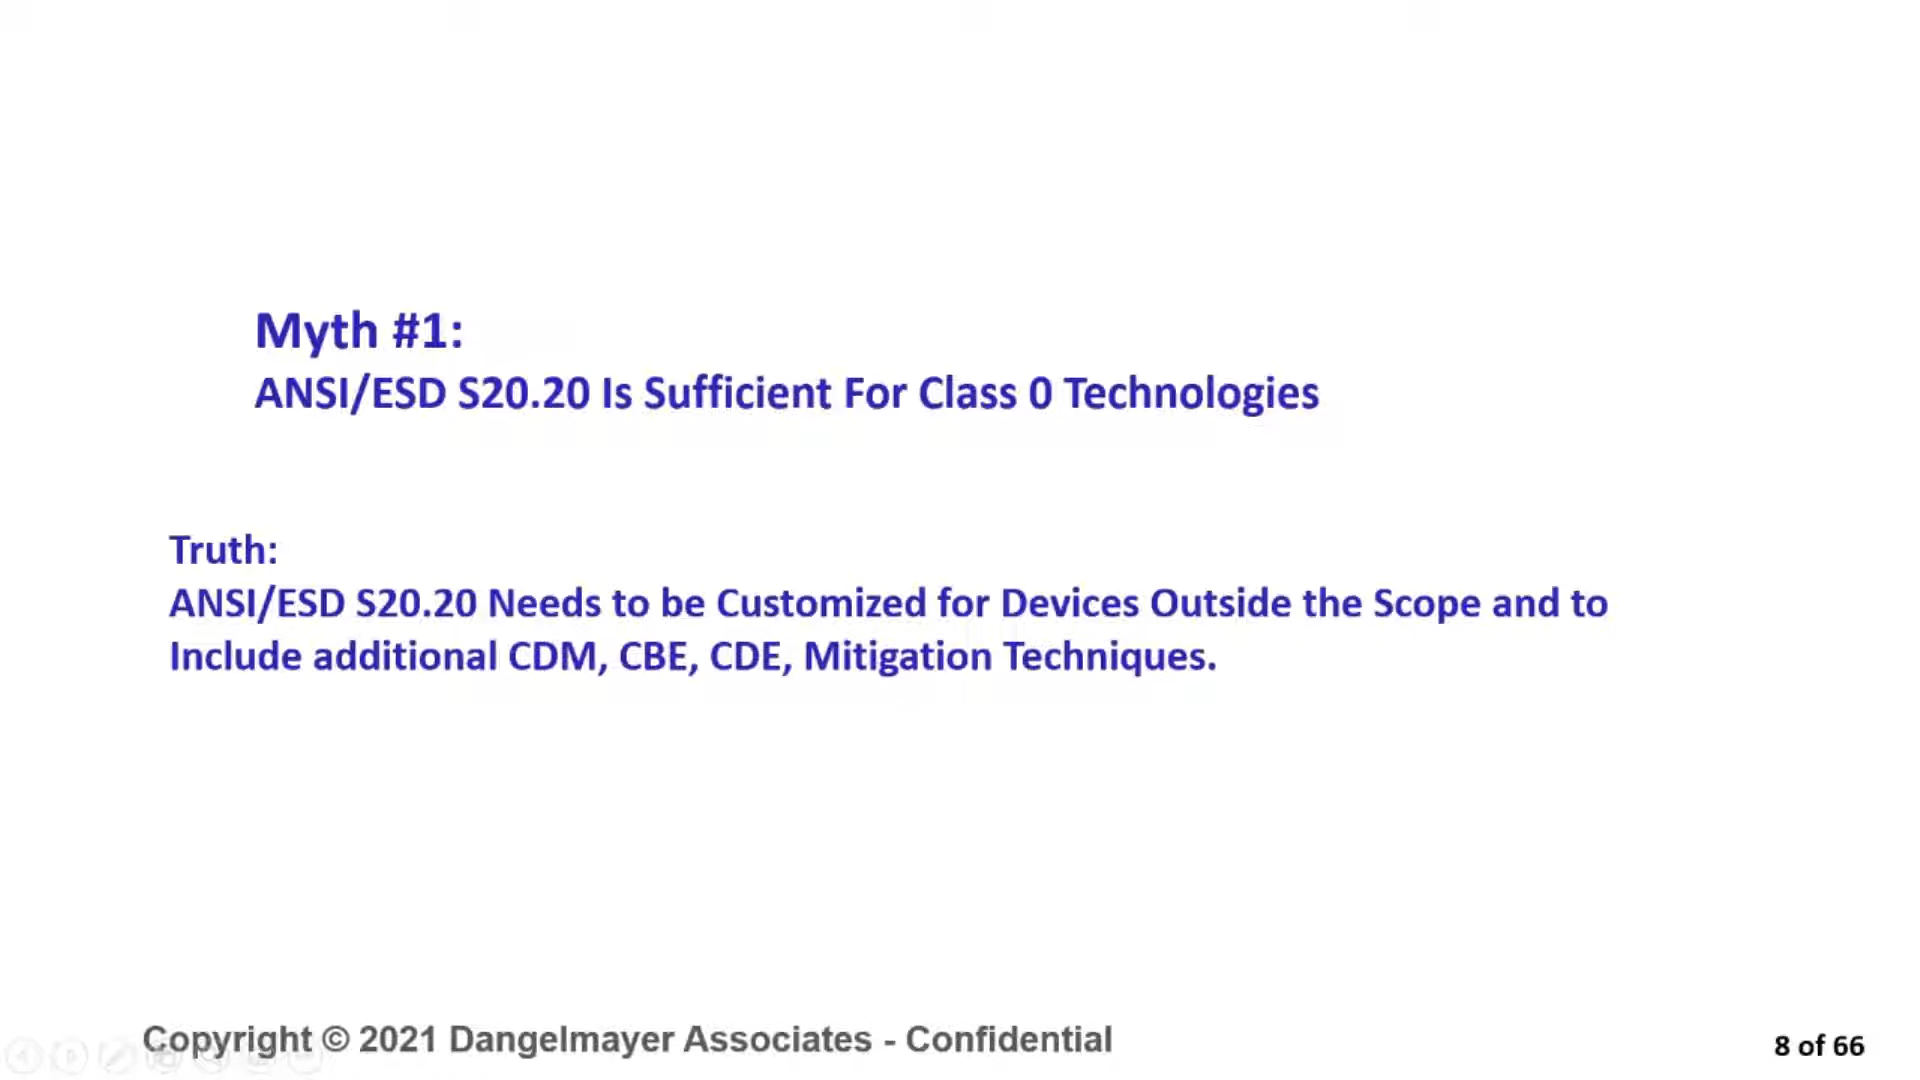 Myth #1:
ANSI/ESD S20.20 Is Sufficient For Class 0 Technologies
Truth:
ANSI/ESD S20.20 Needs to be Customized for Devices Outside the Scope and to
Include additional CDM, CBE, CDE, Mitigation Techniques.
Copyright © 2021 Dangelmayer Associates - Confidential
8 of 66